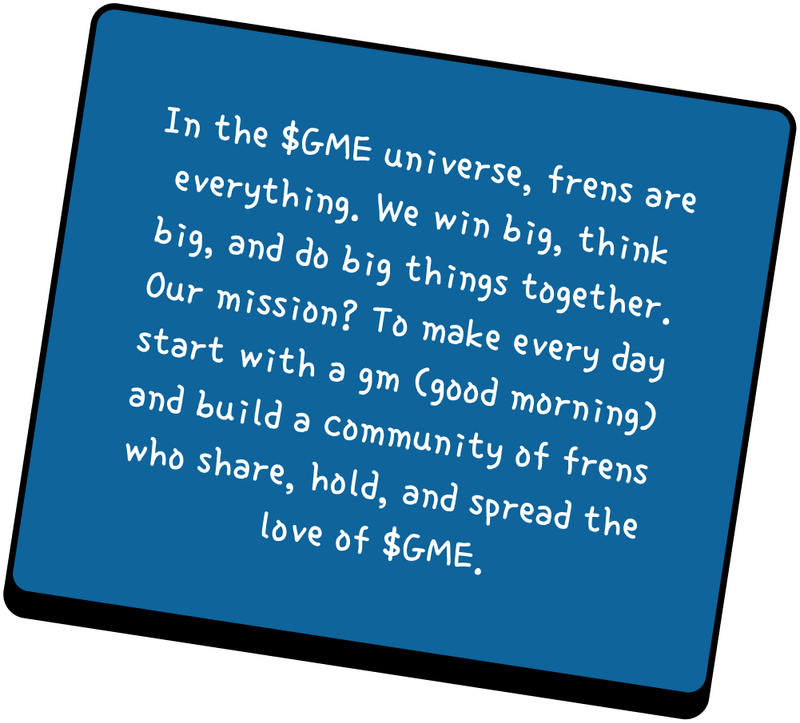 In the $GME universe, frens are
everything. We win big, think
big, and do big things together.
Our mission? To make every day
start with a gm (good morning)
and build a community of frens
who share, hold, and spread the
love of $GME.